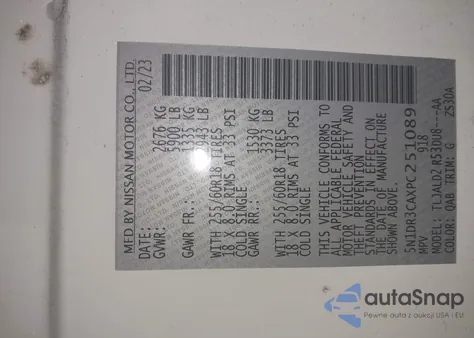 MFD.BY NISSAN MOTOR CO., LTD.
DATE: 02/23
GVWR: 2676 KG
5900 LB
GAWR FR.: 1335 KG
2943 LB
WITH 255/60R18 TIRES
18 X 8.0 RIMS AT 33 PSI
COLD SINGLE
GAWR RR.: 1530 KG
3373 LB
WITH 255/60R18 TIRES
18 X 8.0 RIMS AT 33 PSI
COLD SINGLE
THIS VEHICLE CONFORMS TO
ALL APPLICABLE FEDERAL
MOTOR VEHICLE SAFETY AND
THEFT PREVENTION
STANDARDS IN EFFECT ON
THE DATE OF MANUFACTURE
SHOWN ABOVE.
5N1DR3CAXPC251089
MPV 918
MODEL: TLJALDZ R53DU8---AA
QAB TRIM: G ZS30A
autaSnap
Pewne auta z aukcji USA i EU